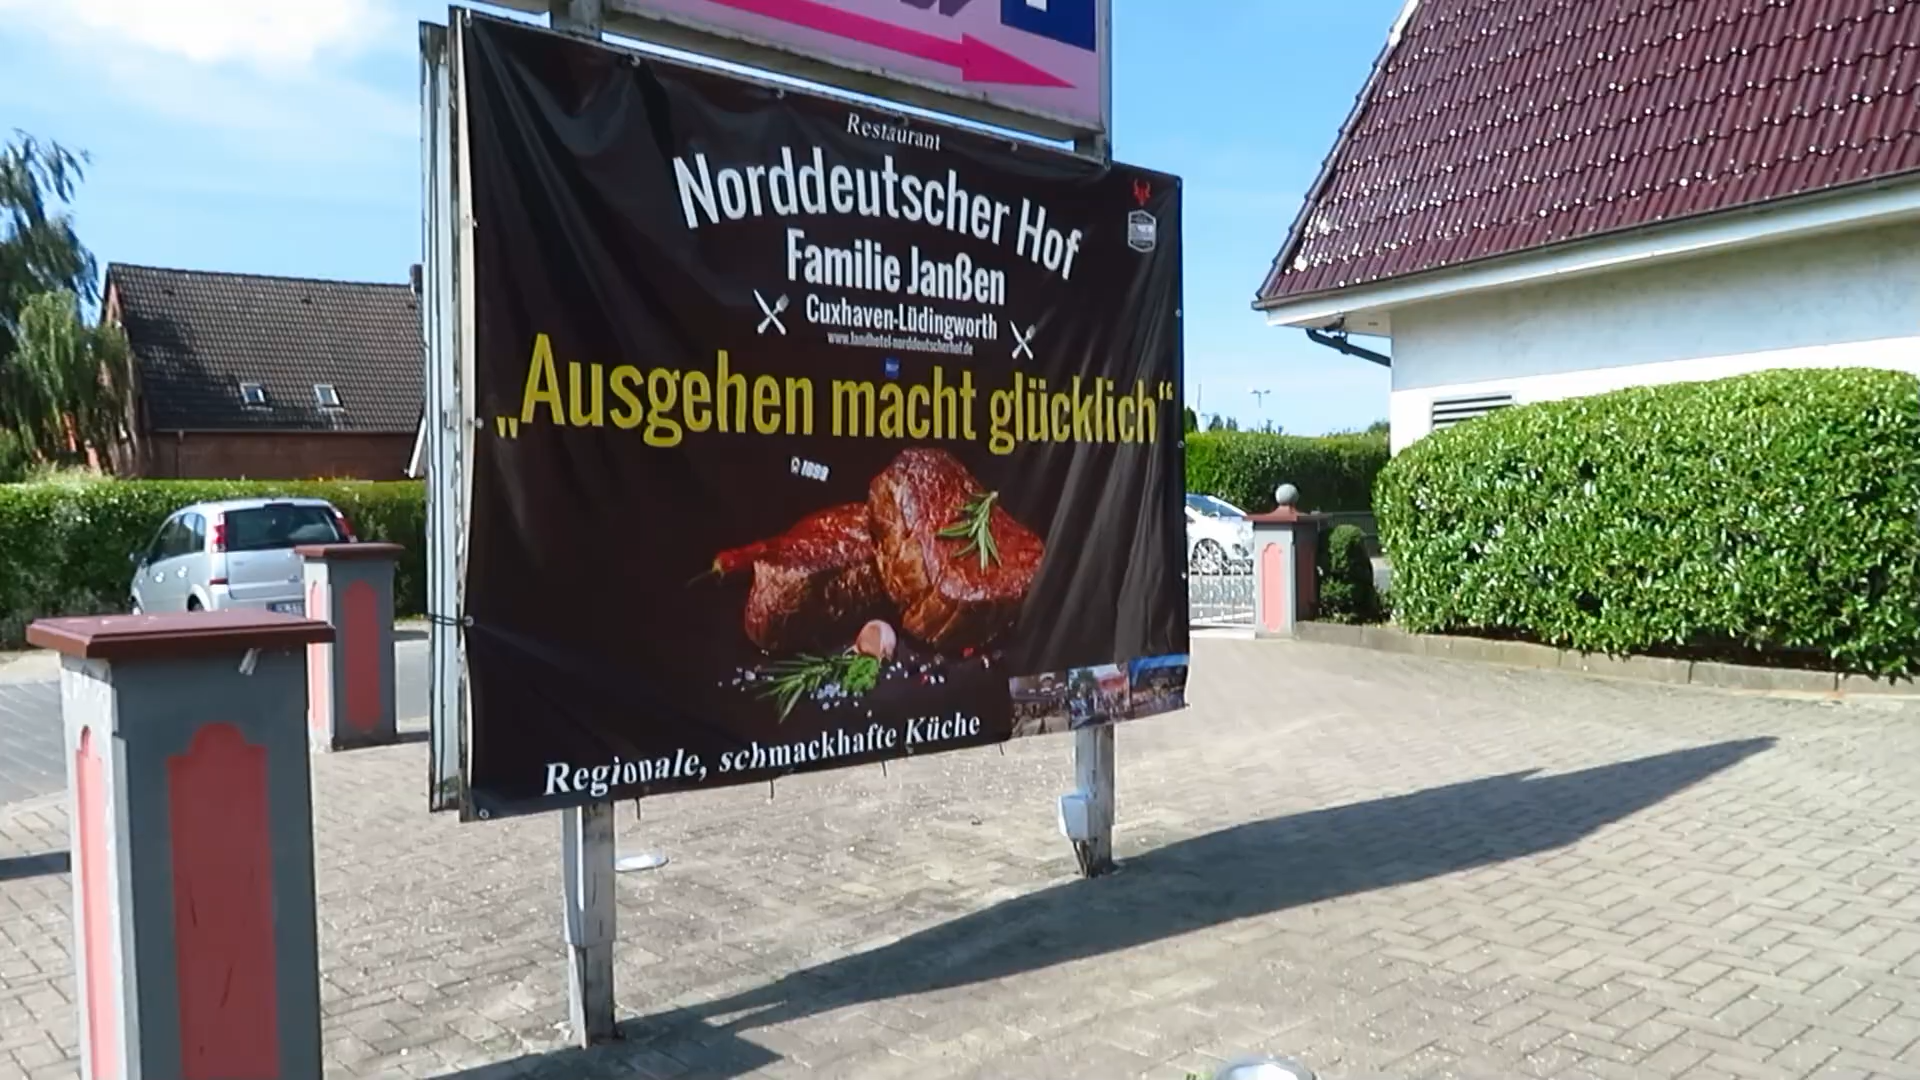 Restaurant
Norddeutscher Hof
Familie Janßen
Cuxhaven-Lüdingworth
www.landhotel-norddeutscherhof.de
„Ausgehen macht glücklich“
Regionale, schmackhafte Küche